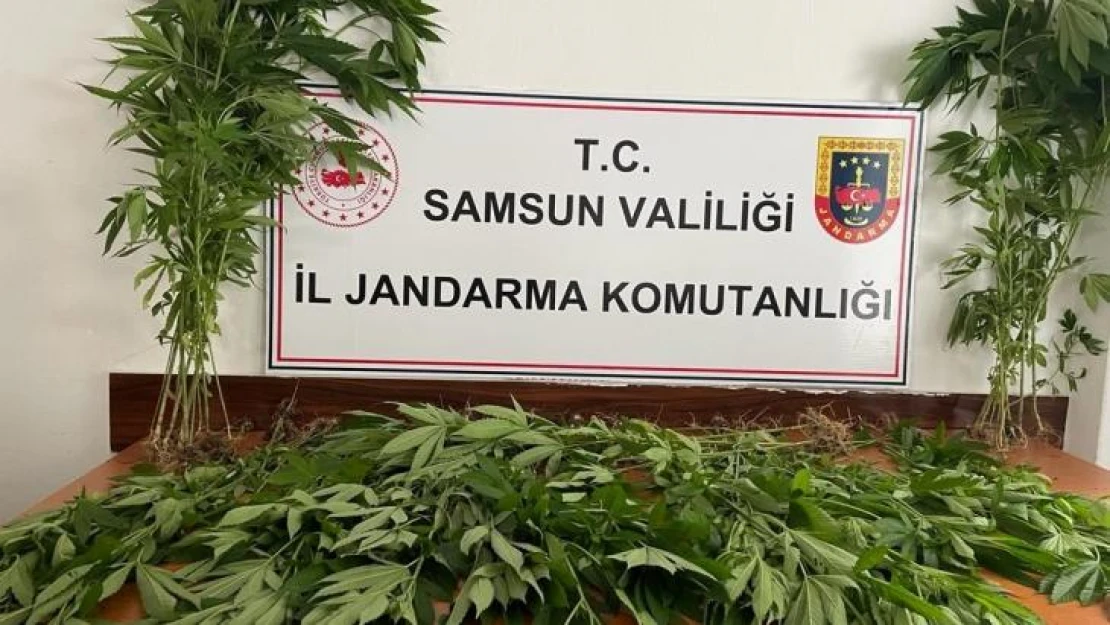 T.C.
SAMSUN VALİLİĞİ
İL JANDARMA KOMUTANLIĞI
JANDARMA